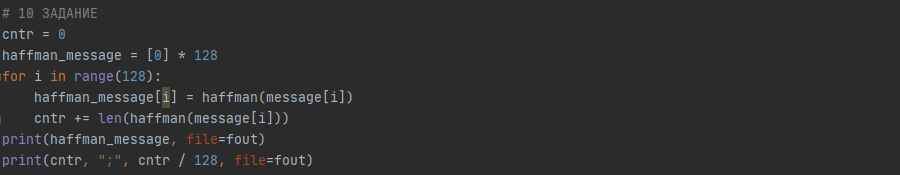 # 10 ЗАДАНИЕ
cntr = 0
haffman_message = [0] * 128
for i in range(128):
    haffman_message[i] = haffman(message[i])
    cntr += len(haffman(message[i]))
print(haffman_message, file=fout)
print(cntr, ";", cntr / 128, file=fout)